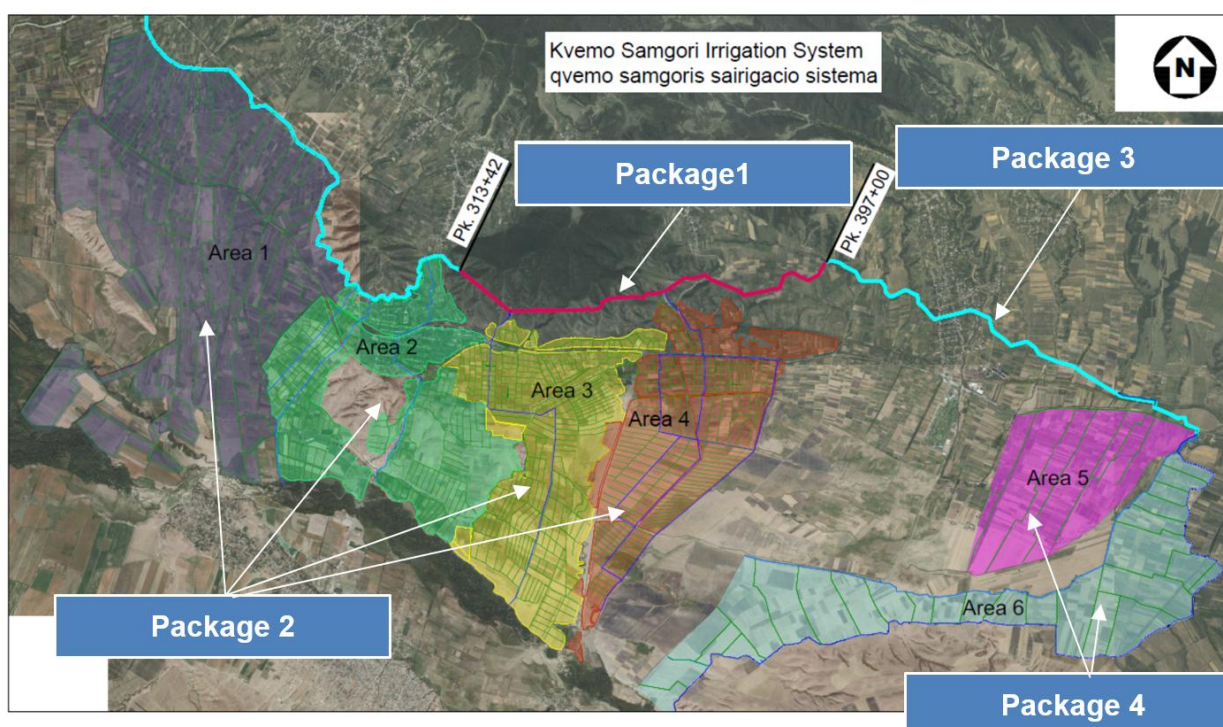 Kvemo Samgori Irrigation System
qvemo samgoris sairigacio sistema
N
Package1
Package 3
Pk. 313+42
Pk. 397+00
Area 1
Area 2
Area 3
Area 4
Area 5
Area 6
Package 2
Package 4